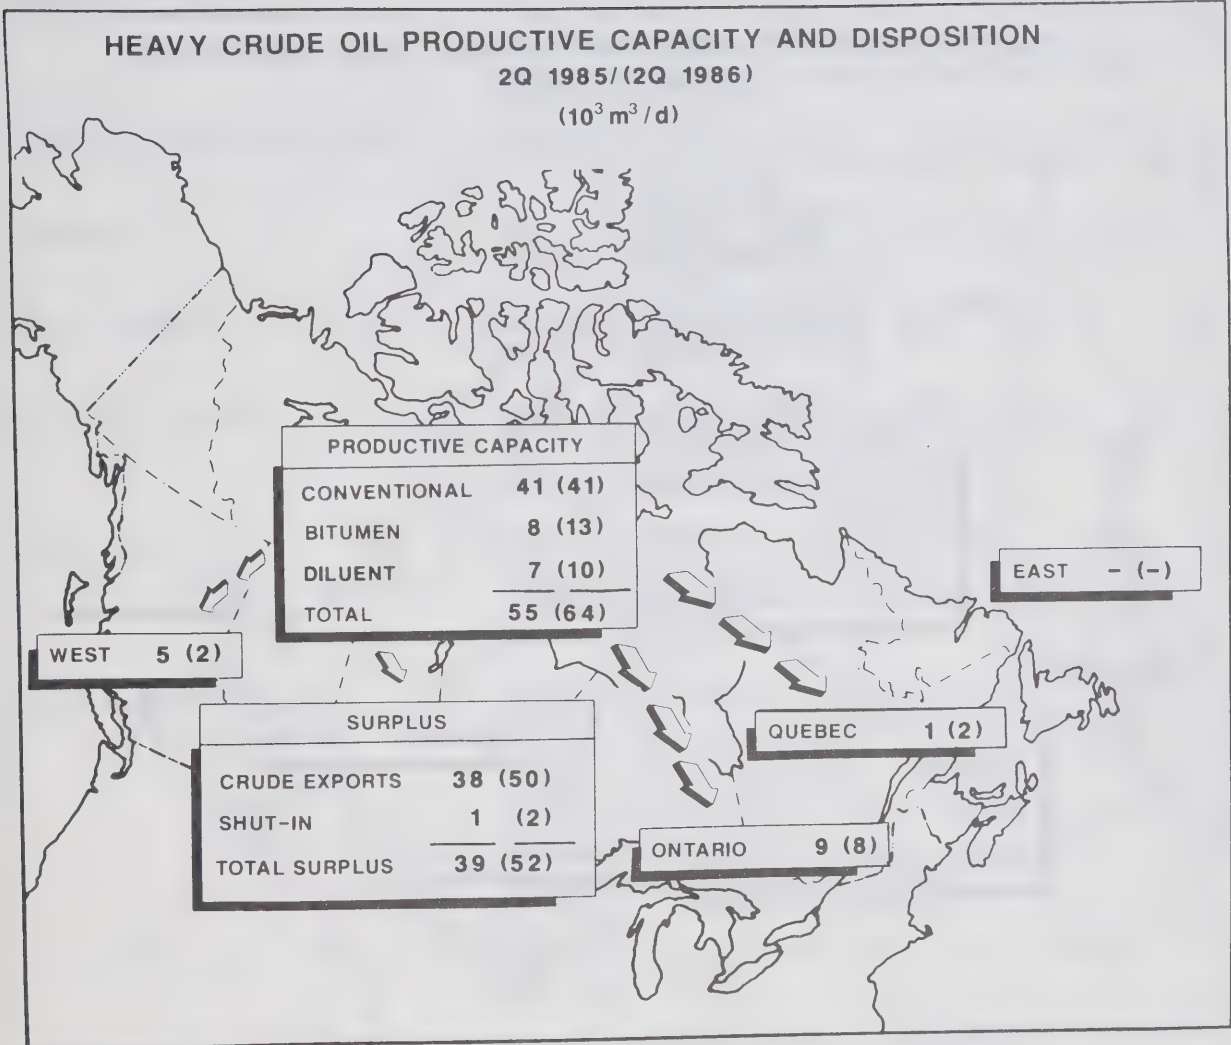 HEAVY CRUDE OIL PRODUCTIVE CAPACITY AND DISPOSITION
2Q 1985/(2Q 1986)
(10³ m³/d)
PRODUCTIVE CAPACITY
CONVENTIONAL 41 (41)
BITUMEN 8 (13)
DILUENT 7 (10)
TOTAL 55 (64)
EAST – (–)
WEST 5 (2)
SURPLUS
CRUDE EXPORTS 38 (50)
SHUT-IN 1 (2)
TOTAL SURPLUS 39 (52)
QUEBEC 1 (2)
ONTARIO 9 (8)